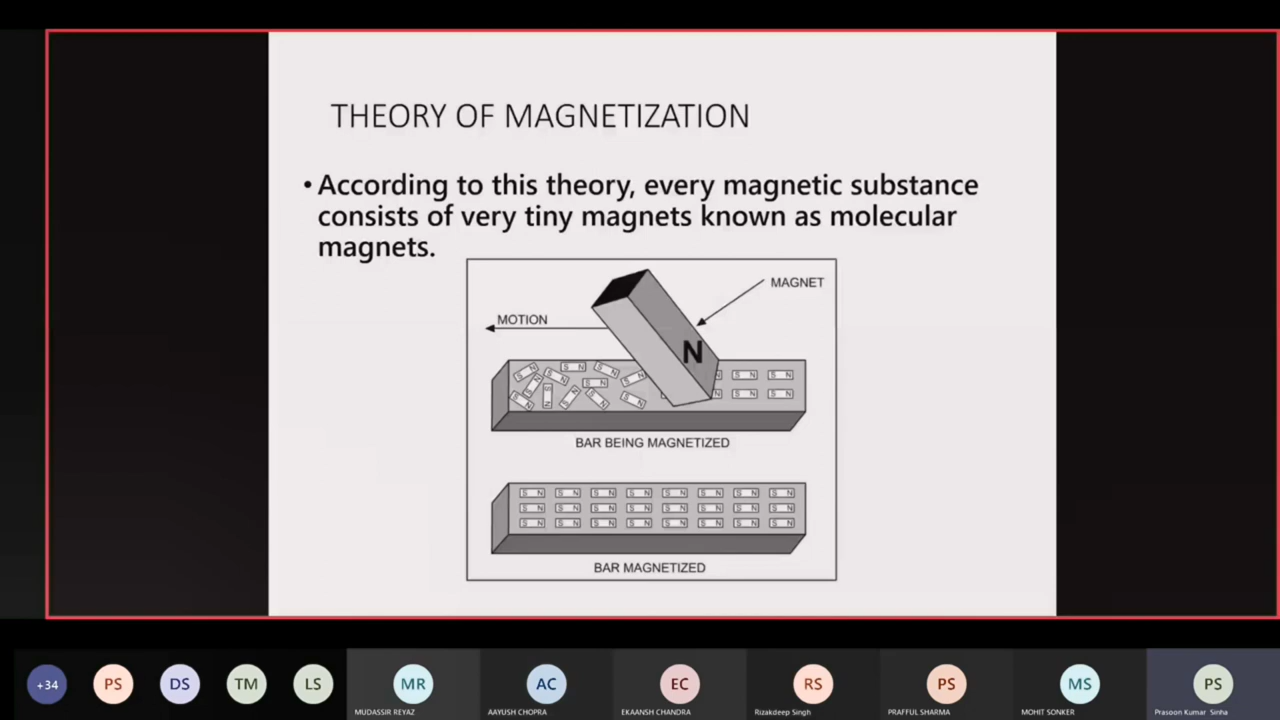 THEORY OF MAGNETIZATION
• According to this theory, every magnetic substance
consists of very tiny magnets known as molecular
magnets.
MAGNET
MOTION
N
S N S N
S N S N
BAR BEING MAGNETIZED
S N S N S N S N S N S N S N S N
S N S N S N S N S N S N S N S N
S N S N S N S N S N S N S N S N
BAR MAGNETIZED
+34 PS DS TM LS MR AC EC RS PS MS PS
MUDASSIR REYAZ AAYUSH CHOPRA EKAANSH CHANDRA Rizakdeep Singh PRAFFUL SHARMA MOHIT SONKER Prasoon Kumar Sinha